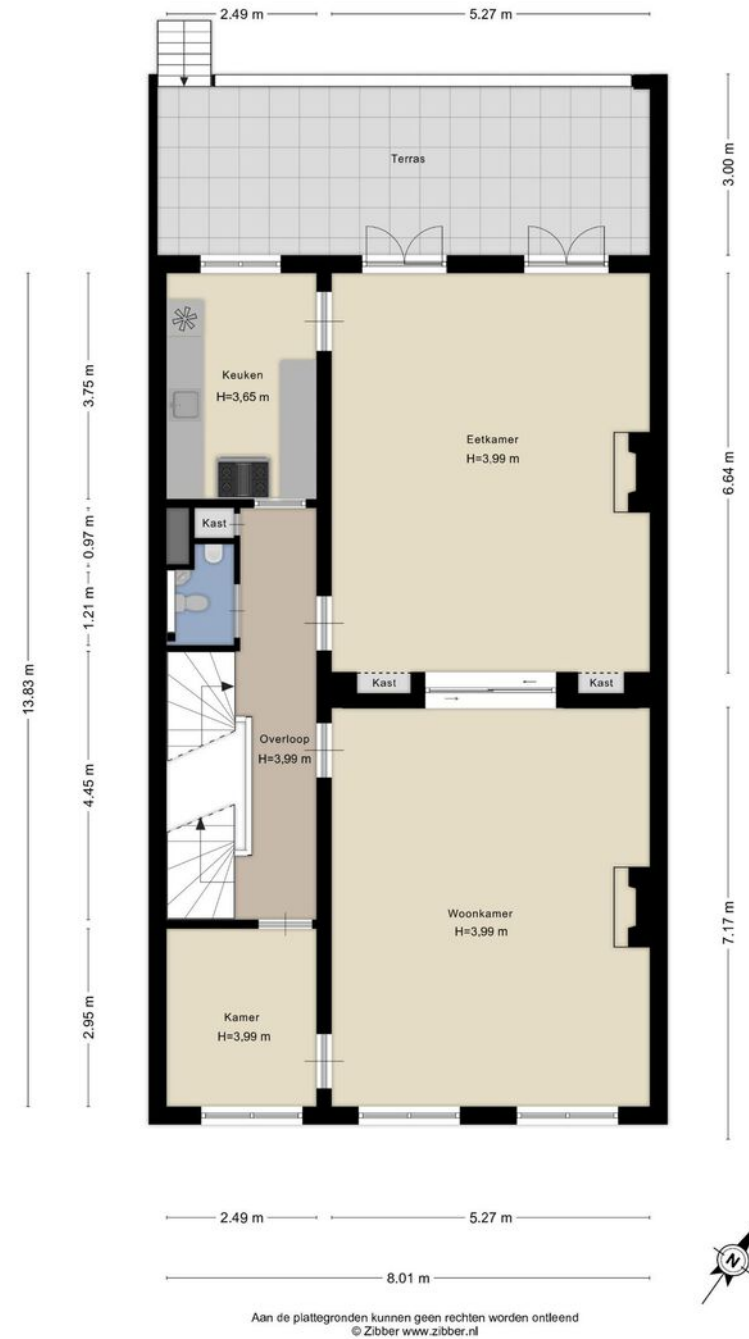 2.49 m
5.27 m
Terras
3.00 m
Keuken
H=3,65 m
3.75 m
Eetkamer
H=3,99 m
6.64 m
Kast
0.97 m
1.21 m
Kast
Kast
13.83 m
Overloop
H=3,99 m
4.45 m
Woonkamer
H=3,99 m
7.17 m
Kamer
H=3,99 m
2.95 m
2.49 m
5.27 m
N
8.01 m
Aan de plattegronden kunnen geen rechten worden ontleend
© Zibber www.zibber.nl